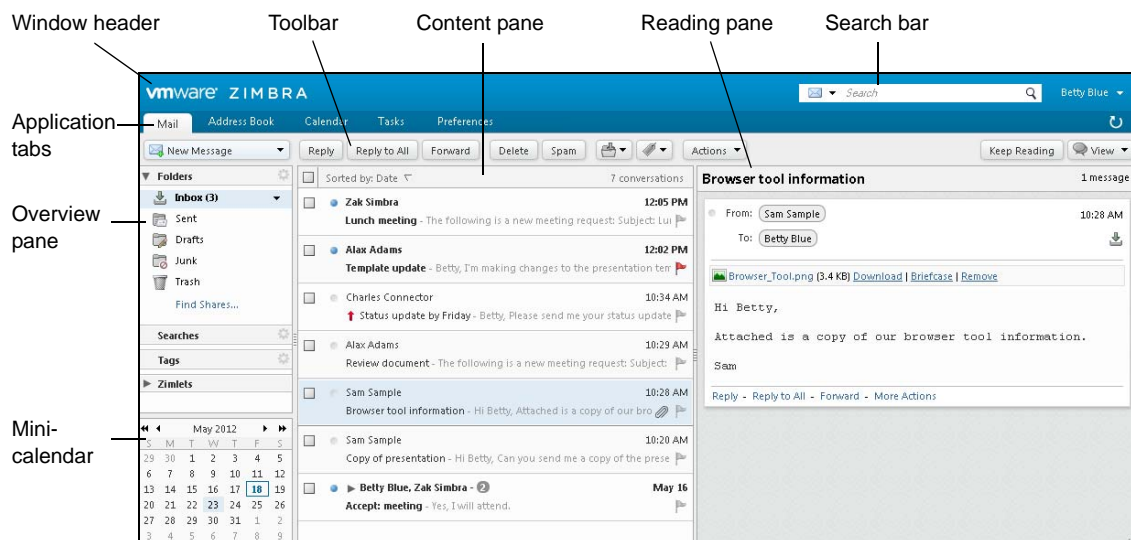 Window header
Toolbar
Content pane
Reading pane
Search bar
Application tabs
Overview pane
Mini-calendar
vmware ZIMBRA
Search
Betty Blue
Mail
Address Book
Calendar
Tasks
Preferences
New Message
Reply
Reply to All
Forward
Delete
Spam
Actions
Keep Reading
View
Folders
Inbox (3)
Sent
Drafts
Junk
Trash
Find Shares...
Searches
Tags
Zimlets
May 2012
S M T W T F S
29 30 1 2 3 4 5
6 7 8 9 10 11 12
13 14 15 16 17 18 19
20 21 22 23 24 25 26
27 28 29 30 31 1 2
3 4 5 6 7 8 9
Sorted by: Date
7 conversations
Zak Simbra 12:05 PM
Lunch meeting - The following is a new meeting request: Subject: Lu
Alax Adams 12:02 PM
Template update - Betty, I'm making changes to the presentation tem
Charles Connector 10:34 AM
Status update by Friday - Betty, Please send me your status update
Alax Adams 10:29 AM
Review document - The following is a new meeting request: Subject:
Sam Sample 10:28 AM
Browser tool information - Hi Betty, Attached is a copy of our bro
Sam Sample 10:20 AM
Copy of presentation - Hi Betty, Can you send me a copy of the prese
Betty Blue, Zak Simbra - 2 May 16
Accept: meeting - Yes, I will attend.
Browser tool information 1 message
From: Sam Sample 10:28 AM
To: Betty Blue
Browser_Tool.png (3.4 KB) Download | Briefcase | Remove
Hi Betty,
Attached is a copy of our browser tool information.
Sam
Reply - Reply to All - Forward - More Actions